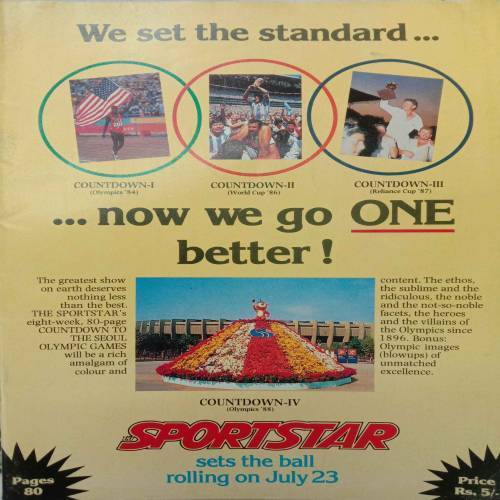 We set the standard ...
COUNTDOWN-I
(Olympics '84)
COUNTDOWN-II
(World Cup '86)
COUNTDOWN-III
(Reliance Cup '87)
... now we go ONE
better !
The greatest show
on earth deserves
nothing less
than the best.
THE SPORTSTAR's
eight-week, 80-page
COUNTDOWN TO
THE SEOUL
OLYMPIC GAMES
will be a rich
amalgam of
colour and
content. The ethos,
the sublime and the
ridiculous, the noble
and the not-so-noble
facets, the heroes
and the villains of
the Olympics since
1896. Bonus:
Olympic images
(blowups) of
unmatched
excellence.
COUNTDOWN-IV
(Olympics '88)
THE SPORTSTAR
sets the ball
rolling on July 23
Pages
80
Price
Rs. 5/